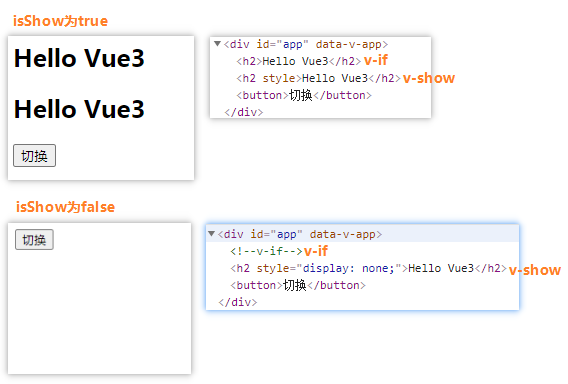 isShow为true
Hello Vue3
Hello Vue3
切换
<div id="app" data-v-app>
<h2>Hello Vue3</h2> v-if
<h2 style>Hello Vue3</h2> v-show
<button>切换</button>
</div>
isShow为false
切换
<div id="app" data-v-app>
<!--v-if--> v-if
<h2 style="display: none;">Hello Vue3</h2> v-show
<button>切换</button>
</div>